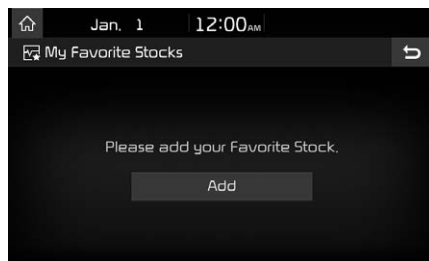 Jan. 1 12:00AM
My Favorite Stocks
Please add your Favorite Stock.
Add